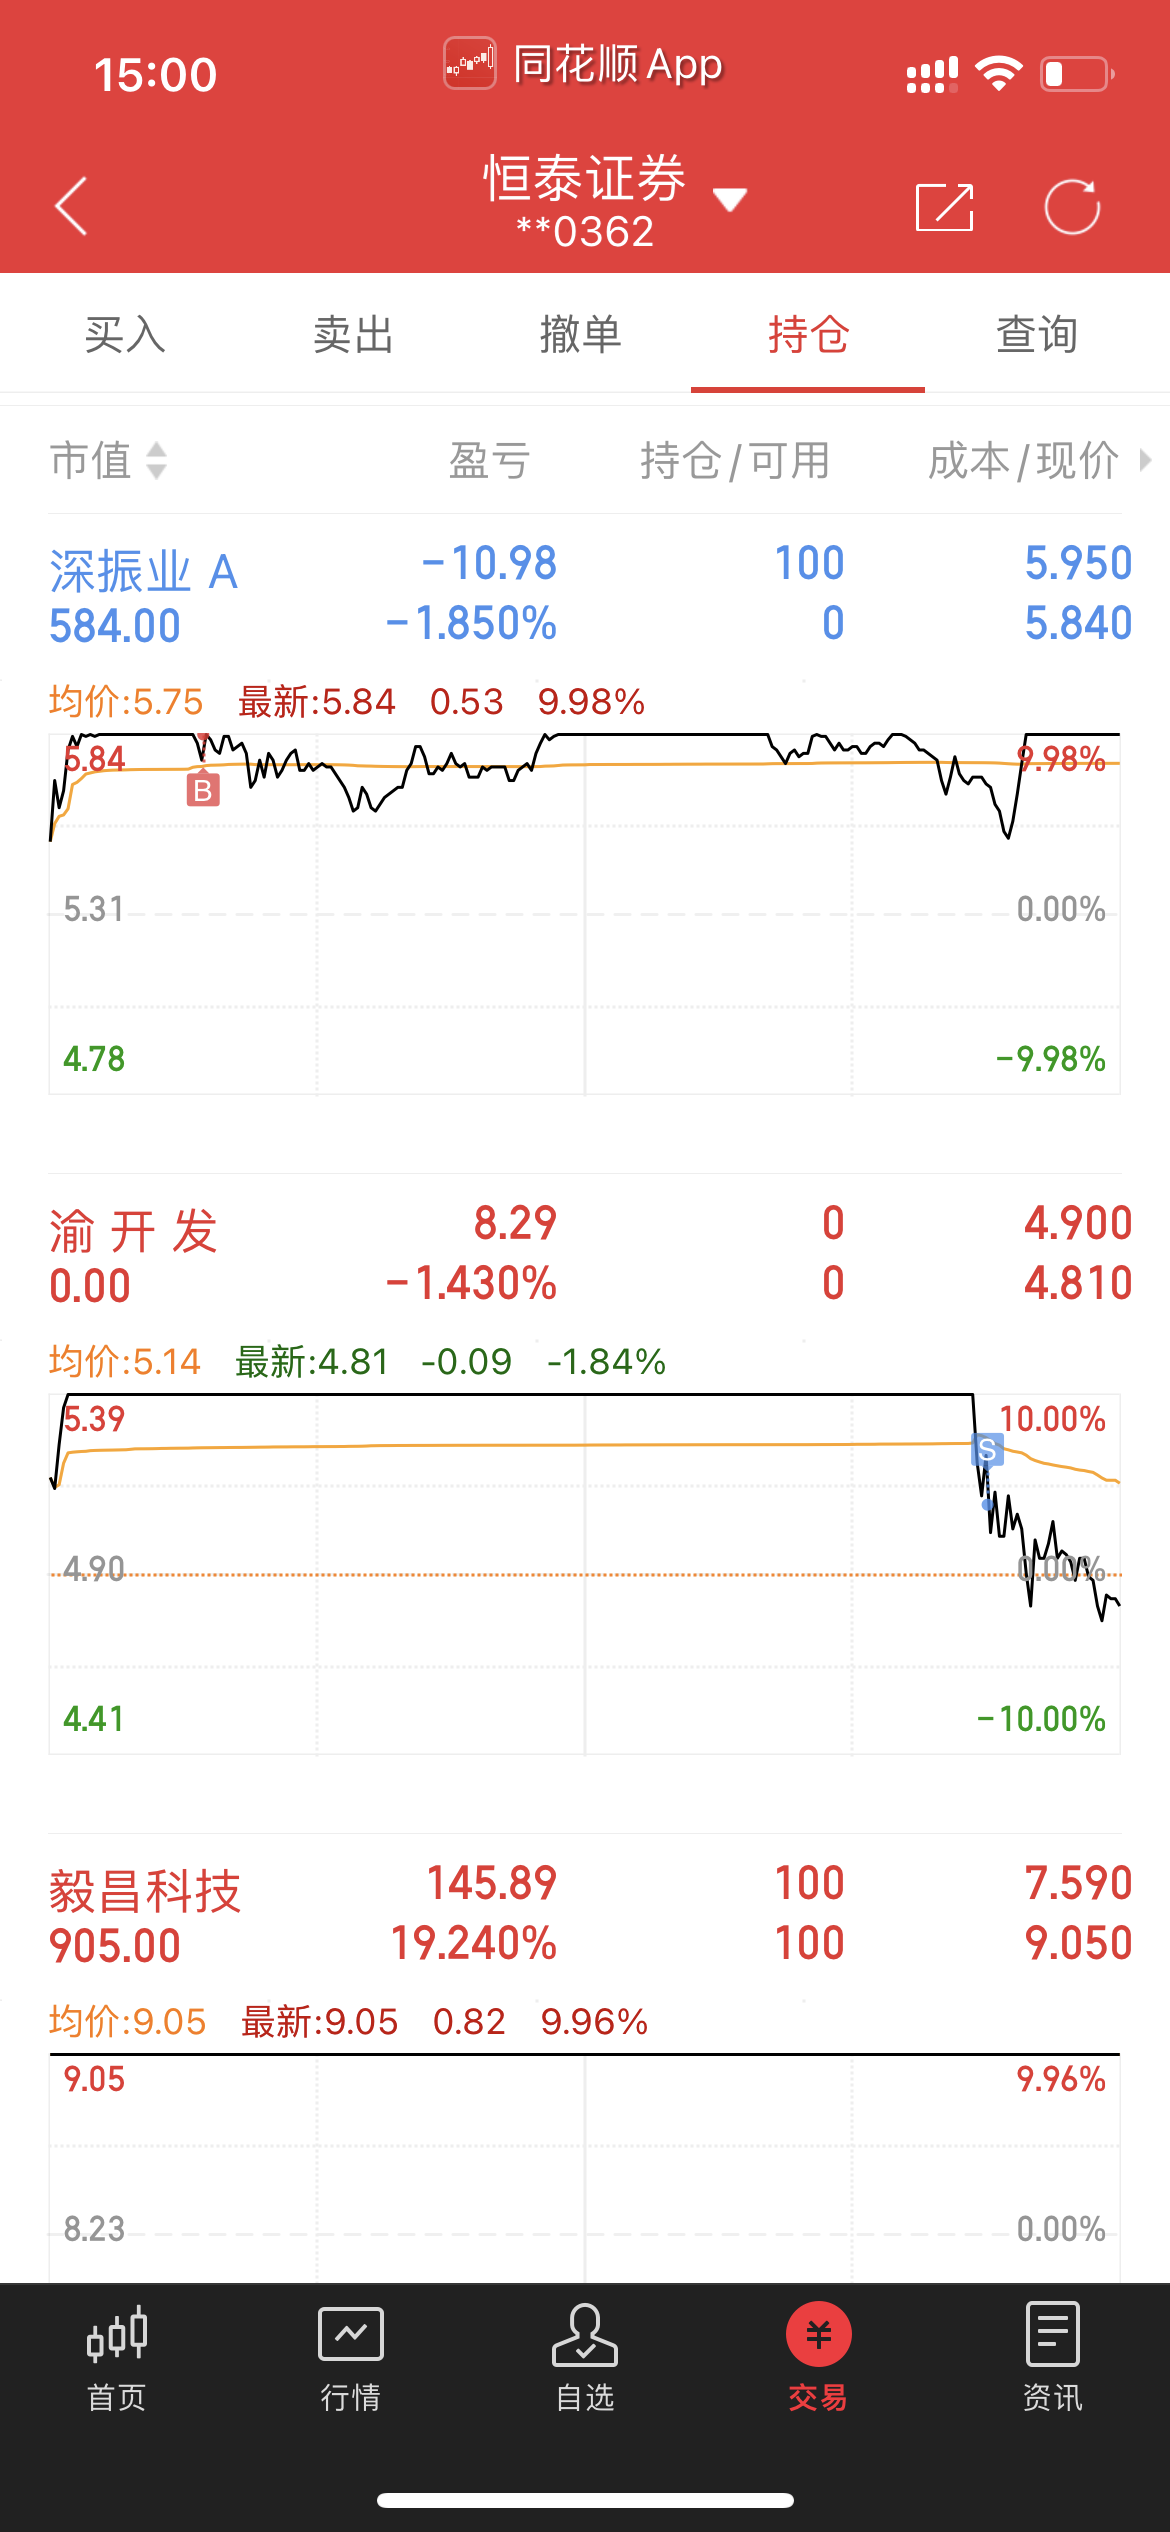 15:00
同花顺 App
恒泰证券
**0362
买入 卖出 撤单 持仓 查询
市值 盈亏 持仓/可用 成本/现价
深振业 A -10.98 100 5.950
584.00 -1.850% 0 5.840
均价:5.75 最新:5.84 0.53 9.98%
5.84 9.98%
B
5.31 0.00%
4.78 -9.98%
渝 开 发 8.29 0 4.900
0.00 -1.430% 0 4.810
均价:5.14 最新:4.81 -0.09 -1.84%
5.39 10.00%
S
4.90 0.00%
4.41 -10.00%
毅昌科技 145.89 100 7.590
905.00 19.240% 100 9.050
均价:9.05 最新:9.05 0.82 9.96%
9.05 9.96%
8.23 0.00%
¥
首页 行情 自选 交易 资讯